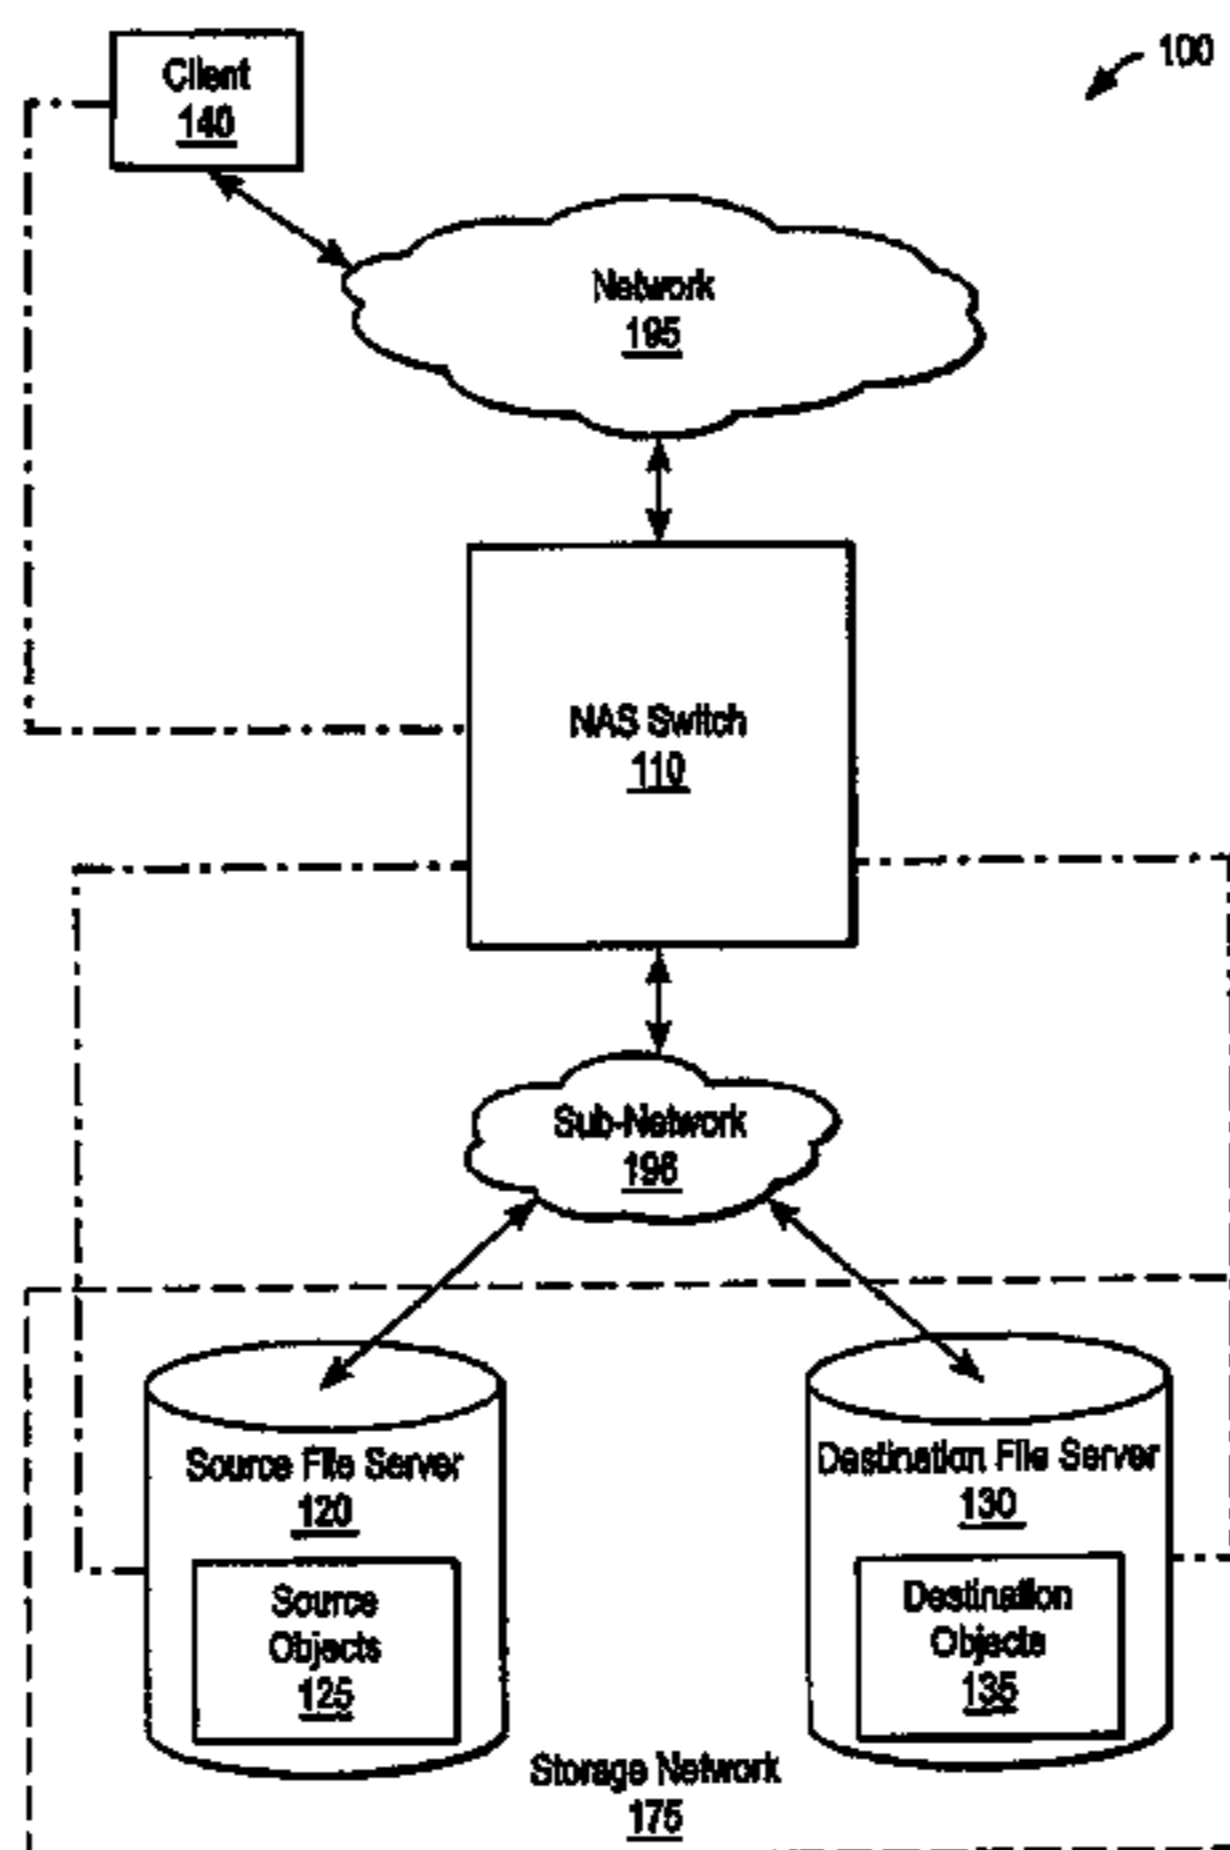 100
Client
140
Network
195
NAS Switch
110
Sub-Network
196
Source File Server
120
Source
Objects
125
Destination File Server
130
Destination
Objects
135
Storage Network
175